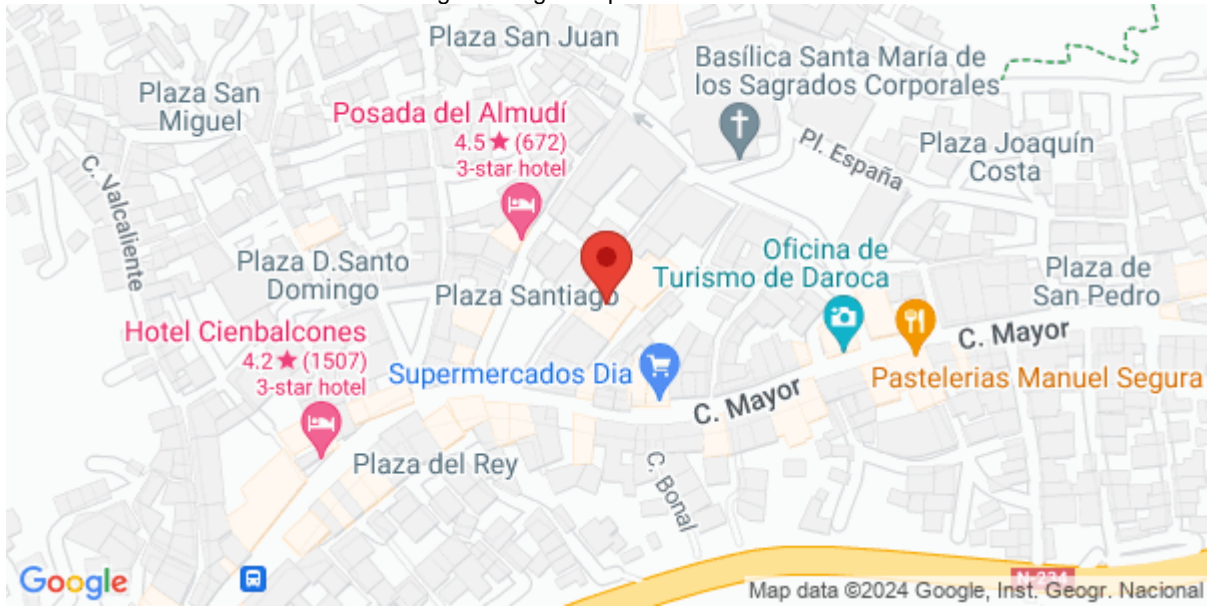 Plaza San Juan
Basílica Santa María de
los Sagrados Corporales
Plaza San
Miguel
Posada del Almudí
4.5 ★ (672)
3-star hotel
Pl. España
Plaza Joaquín
Costa
C. Valcaliente
Plaza D.Santo
Domingo
Plaza Santiago
Oficina de
Turismo de Daroca
Plaza de
San Pedro
Hotel Cienbalcones
4.2 ★ (1507)
3-star hotel
Supermercados Dia
C. Mayor
C. Mayor
Pastelerias Manuel Segura
Plaza del Rey
C. Bonal
Google
Map data ©2024 Google, Inst. Geogr. Nacional